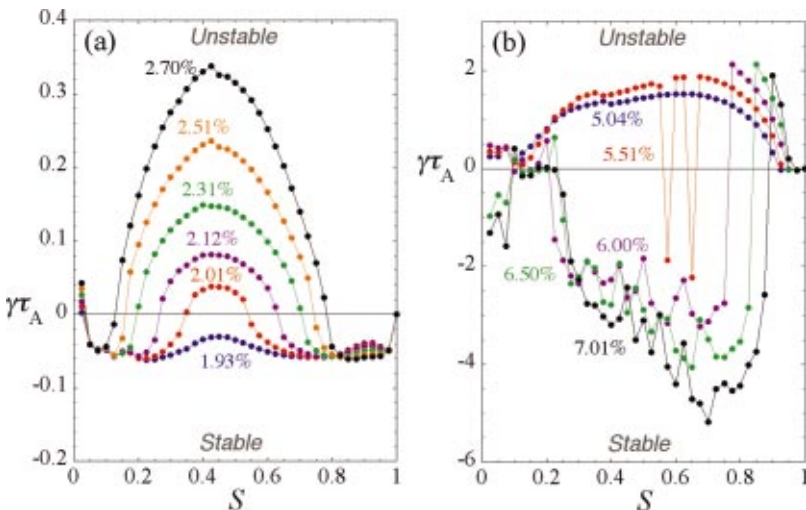 (a)
Unstable
0.4
0.3
0.2
0.1
0
-0.1
-0.2
γτA
2.70%
2.51%
2.31%
2.12%
2.01%
1.93%
Stable
0 0.2 0.4 0.6 0.8 1
S
(b)
Unstable
2
0
-2
-4
-6
γτA
5.04%
5.51%
6.00%
6.50%
7.01%
Stable
0 0.2 0.4 0.6 0.8 1
S